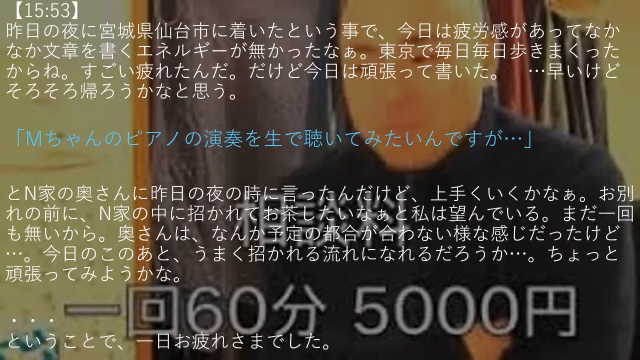 【15:53】
昨日の夜に宮城県仙台市に着いたという事で、今日は疲労感があってなか
なか文章を書くエネルギーが無かったなぁ。東京で毎日毎日歩きまくった
からね。すごい疲れたんだ。だけど今日は頑張って書いた。　…早いけど
そろそろ帰ろうかなと思う。
「Mちゃんのピアノの演奏を生で聴いてみたいんですが…」
とN家の奥さんに昨日の夜の時に言ったんだけど、上手くいくかなぁ。お別
れの前に、N家の中に招かれてお茶したいなぁと私は望んでいる。まだ一回
も無いから。奥さんは、なんか予定の都合が合わない様な感じだったけど
…。今日のこのあと、うまく招かれる流れになれるだろうか…。ちょっと
頑張ってみようかな。
・・・
一回60分 5000円
ということで、一日お疲れさまでした。